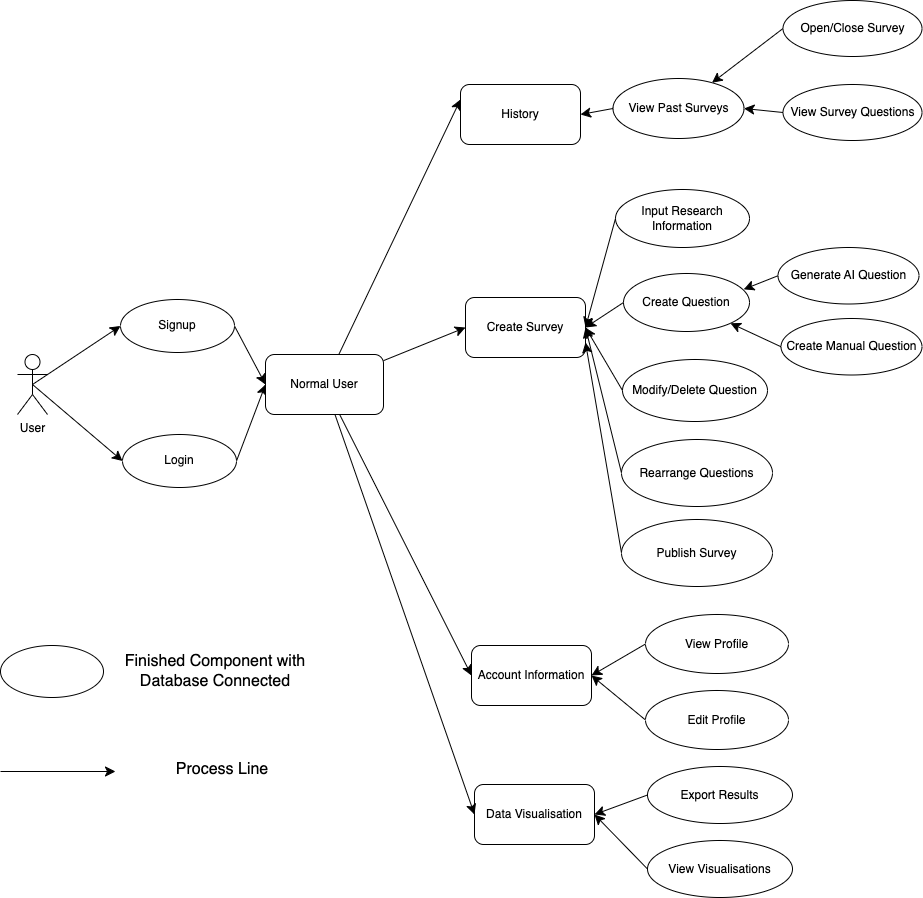 Open/Close Survey
History
View Past Surveys
View Survey Questions
Input Research
Information
Generate AI Question
Create Question
Signup
Create Survey
Create Manual Question
Normal User
Modify/Delete Question
User
Login
Rearrange Questions
Publish Survey
View Profile
Finished Component with
Database Connected
Account Information
Edit Profile
Process Line
Export Results
Data Visualisation
View Visualisations